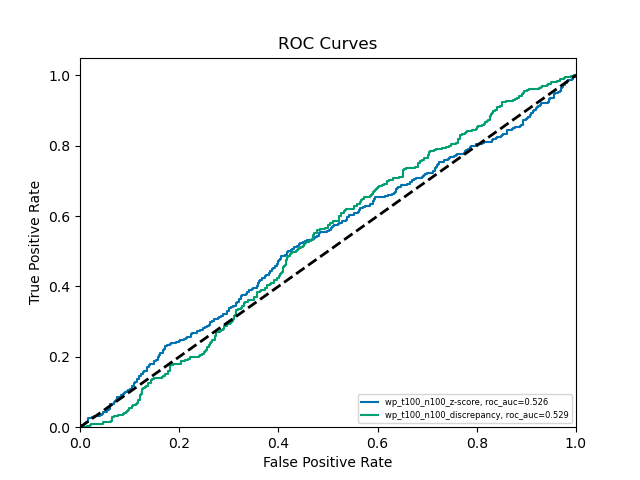 ROC Curves
True Positive Rate
1.0
0.8
0.6
0.4
0.2
0.0
wp_t100_n100_z-score, roc_auc=0.526
wp_t100_n100_discrepancy, roc_auc=0.529
0.0 0.2 0.4 0.6 0.8 1.0
False Positive Rate